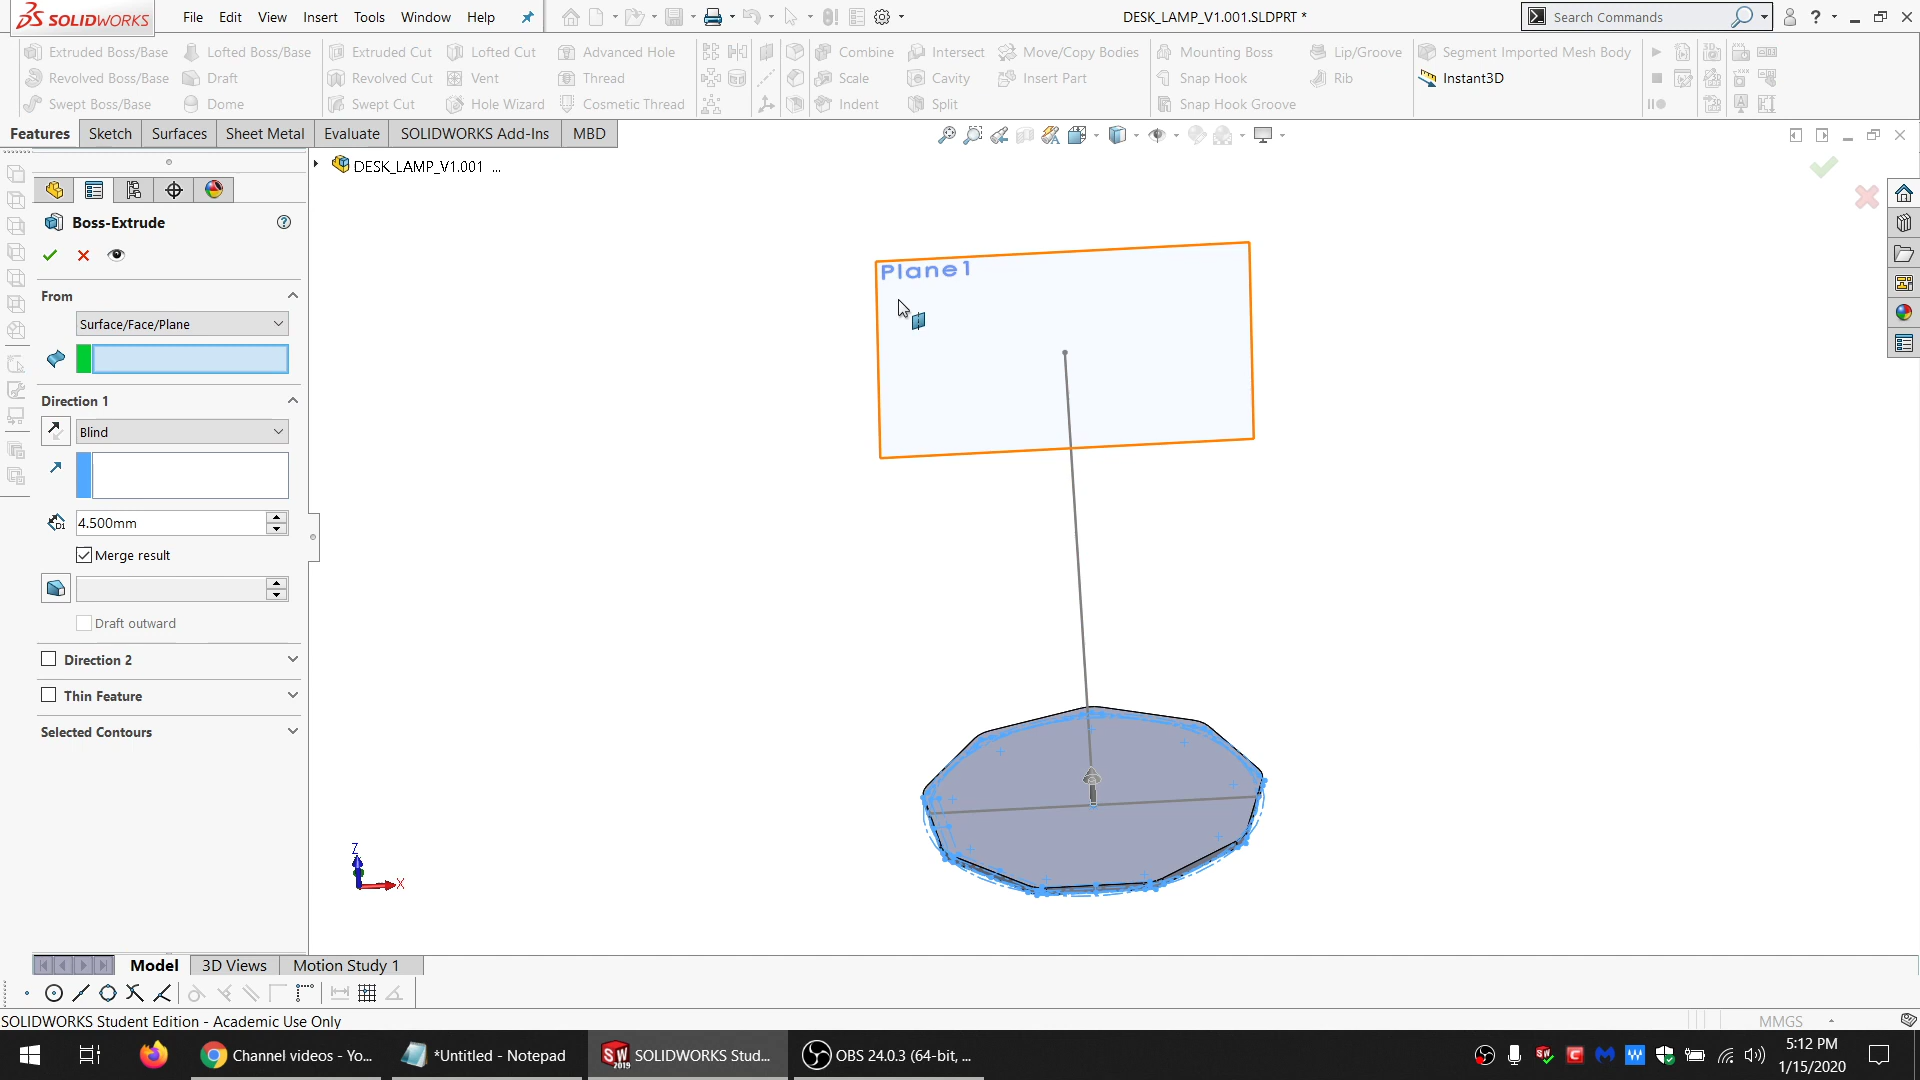 SOLIDWORKS
File Edit View Insert Tools Window Help
DESK_LAMP_V1.001.SLDPRT *
Search Commands
?
Extruded Boss/Base
Lofted Boss/Base
Extruded Cut
Lofted Cut
Advanced Hole
Combine
Intersect
Move/Copy Bodies
Mounting Boss
Lip/Groove
Segment Imported Mesh Body
Revolved Boss/Base
Draft
Revolved Cut
Vent
Thread
Scale
Cavity
Insert Part
Snap Hook
Rib
Instant3D
Swept Boss/Base
Dome
Swept Cut
Hole Wizard
Cosmetic Thread
Indent
Split
Snap Hook Groove
Features Sketch Surfaces Sheet Metal Evaluate SOLIDWORKS Add-Ins MBD
DESK_LAMP_V1.001 ...
Boss-Extrude
From
Surface/Face/Plane
Direction 1
Blind
D1
4.500mm
Merge result
Draft outward
Direction 2
Thin Feature
Selected Contours
Plane1
Z
X
Model 3D Views Motion Study 1
SOLIDWORKS Student Edition - Academic Use Only
MMGS
Channel videos - Yo...
*Untitled - Notepad
SW 2019
SOLIDWORKS Stud...
OBS 24.0.3 (64-bit, ...
5:12 PM
1/15/2020